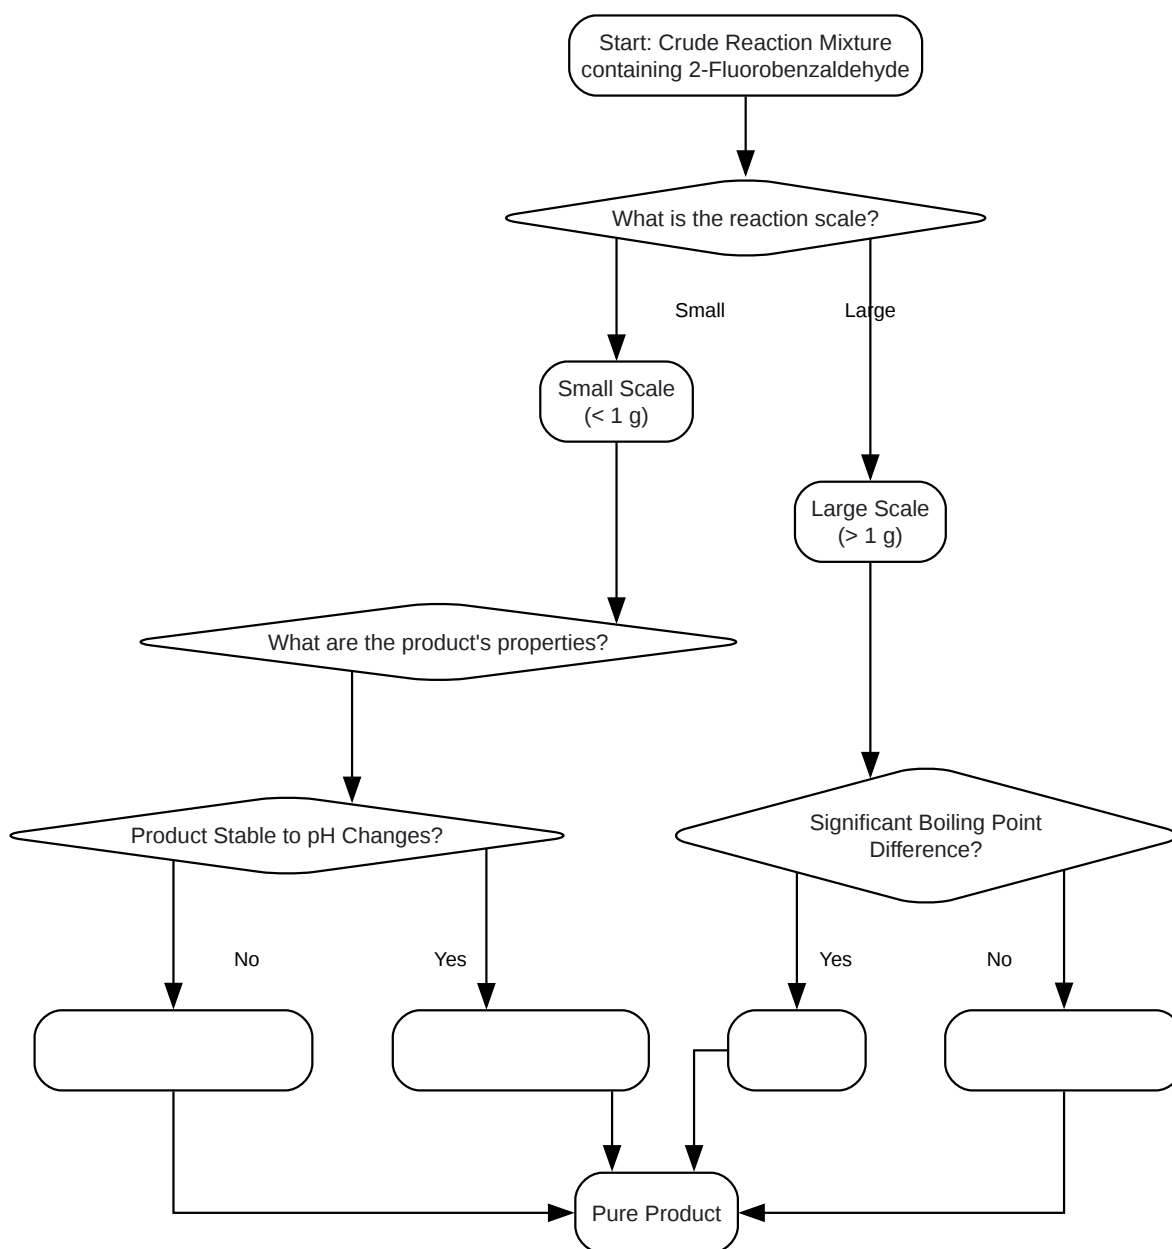 Start: Crude Reaction Mixture
containing 2-Fluorobenzaldehyde
What is the reaction scale?
Small
Large
Small Scale
(< 1 g)
Large Scale
(> 1 g)
What are the product's properties?
Product Stable to pH Changes?
Significant Boiling Point
Difference?
No
Yes
Yes
No
Pure Product